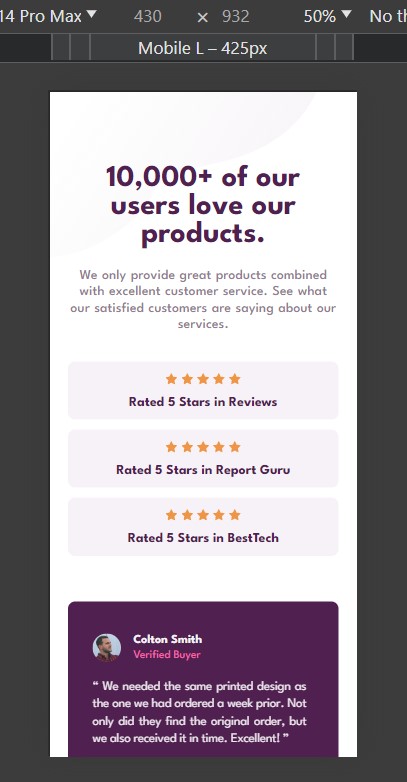 14 Pro Max ▼ 430 × 932 50% ▼ No th
Mobile L – 425px
10,000+ of our
users love our
products.
We only provide great products combined
with excellent customer service. See what
our satisfied customers are saying about our
services.
Rated 5 Stars in Reviews
Rated 5 Stars in Report Guru
Rated 5 Stars in BestTech
Colton Smith
Verified Buyer
“ We needed the same printed design as
the one we had ordered a week prior. Not
only did they find the original order, but
we also received it in time. Excellent! ”